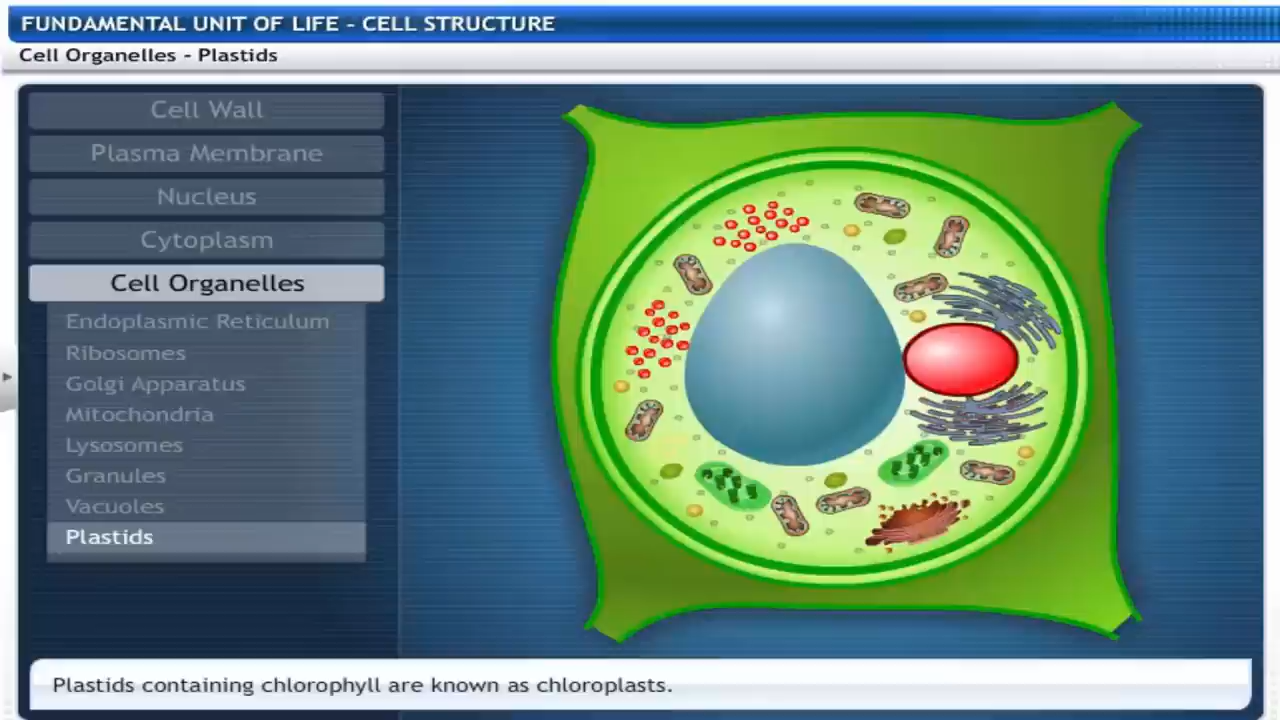 FUNDAMENTAL UNIT OF LIFE - CELL STRUCTURE
Cell Organelles - Plastids
Cell Wall
Plasma Membrane
Nucleus
Cytoplasm
Cell Organelles
Endoplasmic Reticulum
Ribosomes
Golgi Apparatus
Mitochondria
Lysosomes
Granules
Vacuoles
Plastids
Plastids containing chlorophyll are known as chloroplasts.